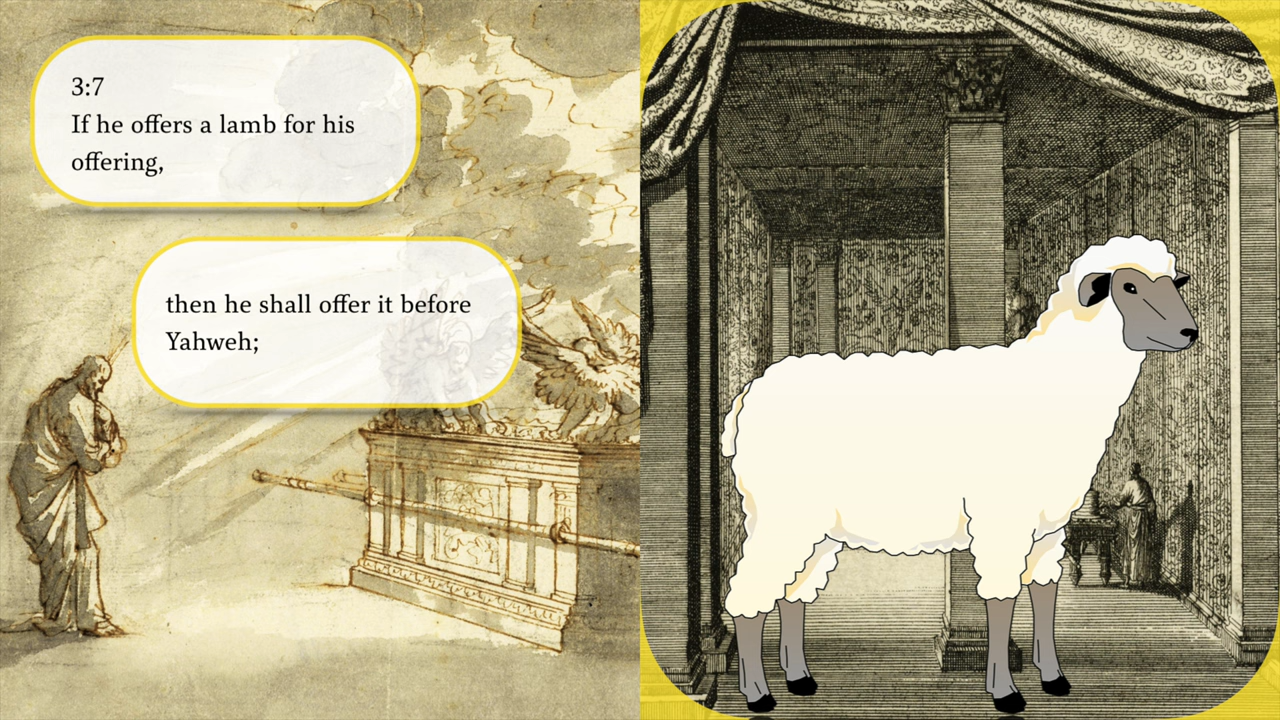 3:7
If he offers a lamb for his
offering,
then he shall offer it before
Yahweh;